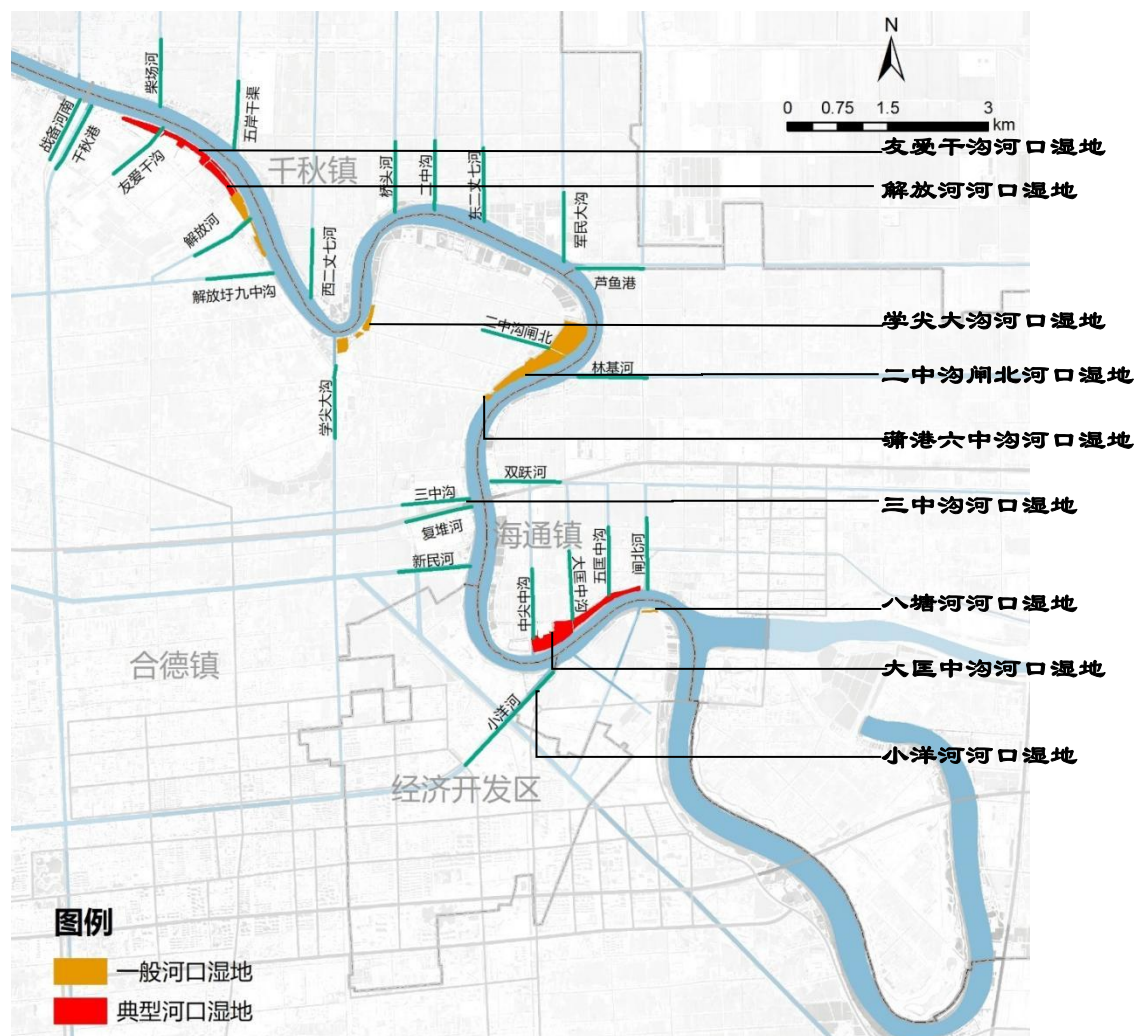 N
0 0.75 1.5 3
km
柴场河
战备河南
千秋港
五岸干渠
友爱干沟
友爱干沟河口湿地
千秋镇
桥头河
二中沟
东二丈七河
解放河河口湿地
军民大沟
解放河
西二丈七河
芦鱼港
解放圩九中沟
二中沟闸北
学尖大沟河口湿地
林基河
二中沟闸北河口湿地
学尖大沟
蒲港六中沟河口湿地
双跃河
三中沟
三中沟河口湿地
复堆河
海通镇
新民河
大匡中沟
五匡中沟
闸北河
中尖中沟
八塘河河口湿地
合德镇
大匡中沟河口湿地
小洋河
小洋河河口湿地
经济开发区
图例
一般河口湿地
典型河口湿地